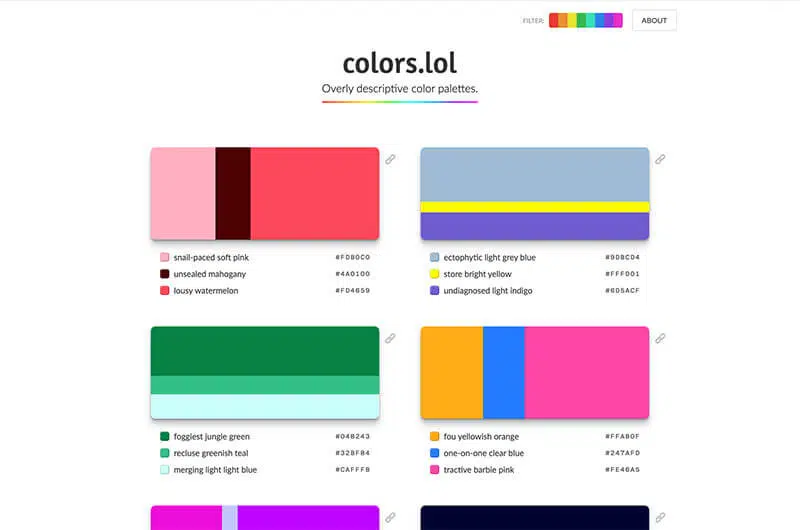 FILTER:
ABOUT
colors.lol
Overly descriptive color palettes.
snail-paced soft pink #FDB0C0
unsealed mahogany #4A0100
lousy watermelon #FD4659
ectophytic light grey blue #9DBCD4
store bright yellow #FFFD01
undiagnosed light indigo #6D5ACF
foggiest jungle green #048243
recluse greenish teal #32BF84
merging light light blue #CAFFFB
fou yellowish orange #FFAB0F
one-on-one clear blue #247AFD
tractive barbie pink #FE46A5